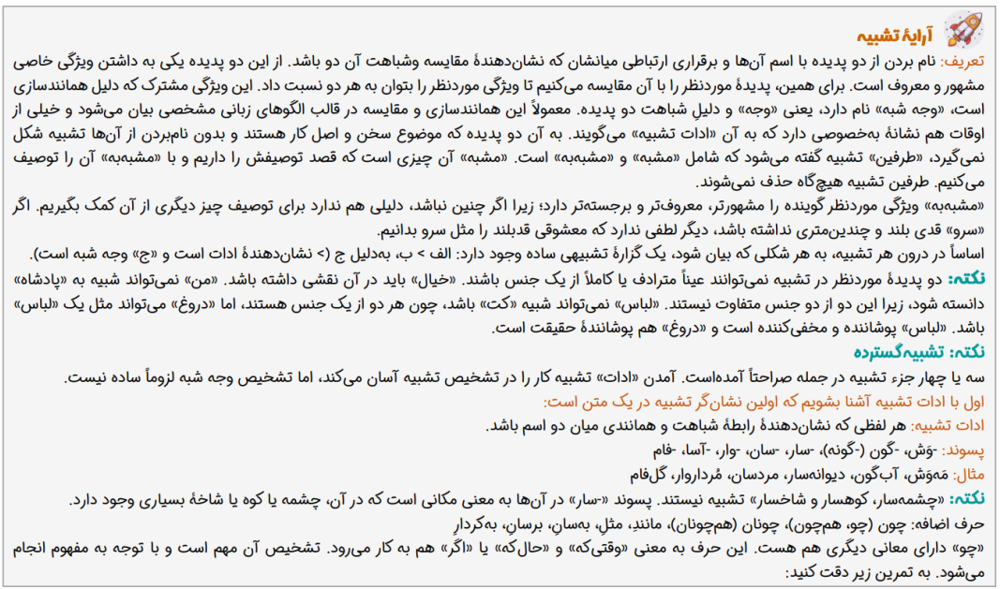 آرایۀ تشبیه
تعریف: نام بردن از دو پدیده با اسم آن‌ها و برقراری ارتباطی میانشان که نشان‌دهندۀ مقایسه وشباهت آن دو باشد. از این دو پدیده یکی به داشتن ویژگی خاصی
مشهور و معروف است. برای همین، پدیدۀ موردنظر را با آن مقایسه می‌کنیم تا ویژگی موردنظر را بتوان به هر دو نسبت داد. این ویژگی مشترک که دلیل همانندسازی
است، «وجه شبه» نام دارد، یعنی «وجه» و دلیلِ شباهت دو پدیده. معمولاً این همانندسازی و مقایسه در قالب الگوهای زبانی مشخصی بیان می‌شود و خیلی از
اوقات هم نشانۀ به‌خصوصی دارد که به آن «ادات تشبیه» می‌گویند. به آن دو پدیده که موضوع سخن و اصل کار هستند و بدون نام‌بردن از آن‌ها تشبیه شکل
نمی‌گیرد، «طرفین» تشبیه گفته می‌شود که شامل «مشبه» و «مشبه‌به» است. «مشبه» آن چیزی است که قصد توصیفش را داریم و با «مشبه‌به» آن را توصیف
می‌کنیم. طرفین تشبیه هیچ‌گاه حذف نمی‌شوند.
«مشبه‌به» ویژگی موردنظر گوینده را مشهورتر، معروف‌تر و برجسته‌تر دارد؛ زیرا اگر چنین نباشد، دلیلی هم ندارد برای توصیف چیز دیگری از آن کمک بگیریم. اگر
«سرو» قدی بلند و چندین‌متری نداشته باشد، دیگر لطفی ندارد که معشوقی قدبلند را مثل سرو بدانیم.
اساساً در درون هر تشبیه، به هر شکلی که بیان شود، یک گزارۀ تشبیهی ساده وجود دارد: الف > ب، به‌دلیل ج (> نشان‌دهندۀ ادات است و «ج» وجه شبه است).
نکته: دو پدیدۀ موردنظر در تشبیه نمی‌توانند عیناً مترادف یا کاملاً از یک جنس باشند. «خیال» باید در آن نقشی داشته باشد. «من» نمی‌تواند شبیه به «پادشاه»
دانسته شود، زیرا این دو از دو جنس متفاوت نیستند. «لباس» نمی‌تواند شبیه «کت» باشد، چون هر دو از یک جنس هستند، اما «دروغ» می‌تواند مثل یک «لباس»
باشد. «لباس» پوشاننده و مخفی‌کننده است و «دروغ» هم پوشانندۀ حقیقت است.
نکته: تشبیه گسترده
سه یا چهار جزء تشبیه در جمله صراحتاً آمده‌است. آمدن «ادات» تشبیه کار را در تشخیص تشبیه آسان می‌کند، اما تشخیص وجه شبه لزوماً ساده نیست.
اول با ادات تشبیه آشنا بشویم که اولین نشان‌گر تشبیه در یک متن است:
ادات تشبیه: هر لفظی که نشان‌دهندۀ رابطۀ شباهت و همانندی میان دو اسم باشد.
پسوند: -وَش، -گون (-گونه)، -سار، -سان، -وار، -آسا، -فام
مثال: مَه‌وَش، آب‌گون، دیوانه‌سار، مردسان، مُرداروار، گُل‌فام
نکته: «چشمه‌سار، کوهسار و شاخسار» تشبیه نیستند. پسوند «-سار» در آن‌ها به معنی مکانی است که در آن، چشمه یا کوه یا شاخۀ بسیاری وجود دارد.
حرف اضافه: چون (چو، هم‌چون)، چونان (هم‌چونان)، مانندِ، مثلِ، به‌سانِ، برسانِ، به‌کردارِ
«چو» دارای معانی دیگری هم هست. این حرف به معنی «وقتی‌که» و «حال‌که» یا «اگر» هم به کار می‌رود. تشخیص آن مهم است و با توجه به مفهوم انجام
می‌شود. به تمرین زیر دقت کنید: